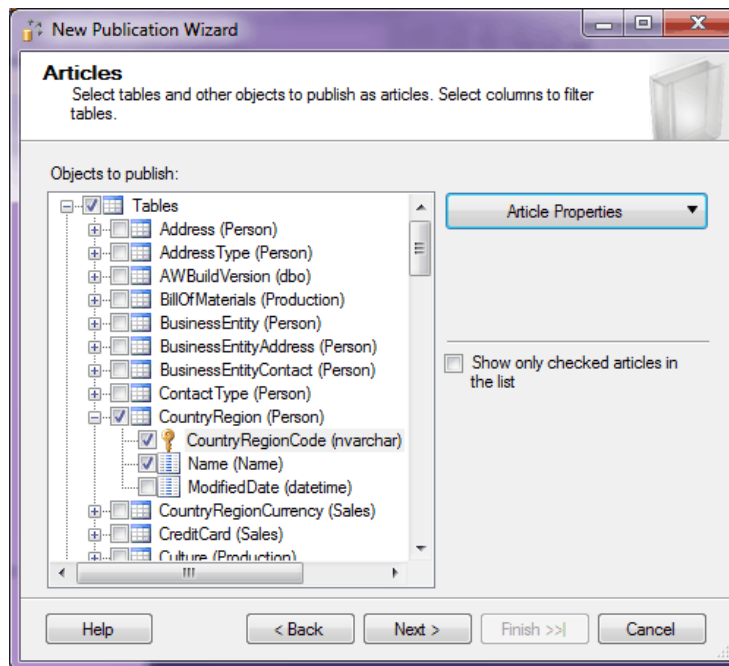 New Publication Wizard
Articles
Select tables and other objects to publish as articles. Select columns to filter
tables.
Objects to publish:
Tables
Address (Person)
AddressType (Person)
AWBuildVersion (dbo)
BillOfMaterials (Production)
BusinessEntity (Person)
BusinessEntityAddress (Person)
BusinessEntityContact (Person)
ContactType (Person)
CountryRegion (Person)
CountryRegionCode (nvarchar)
Name (Name)
ModifiedDate (datetime)
CountryRegionCurrency (Sales)
CreditCard (Sales)
Culture (Production)
Article Properties
Show only checked articles in
the list
Help
< Back
Next >
Finish >>|
Cancel